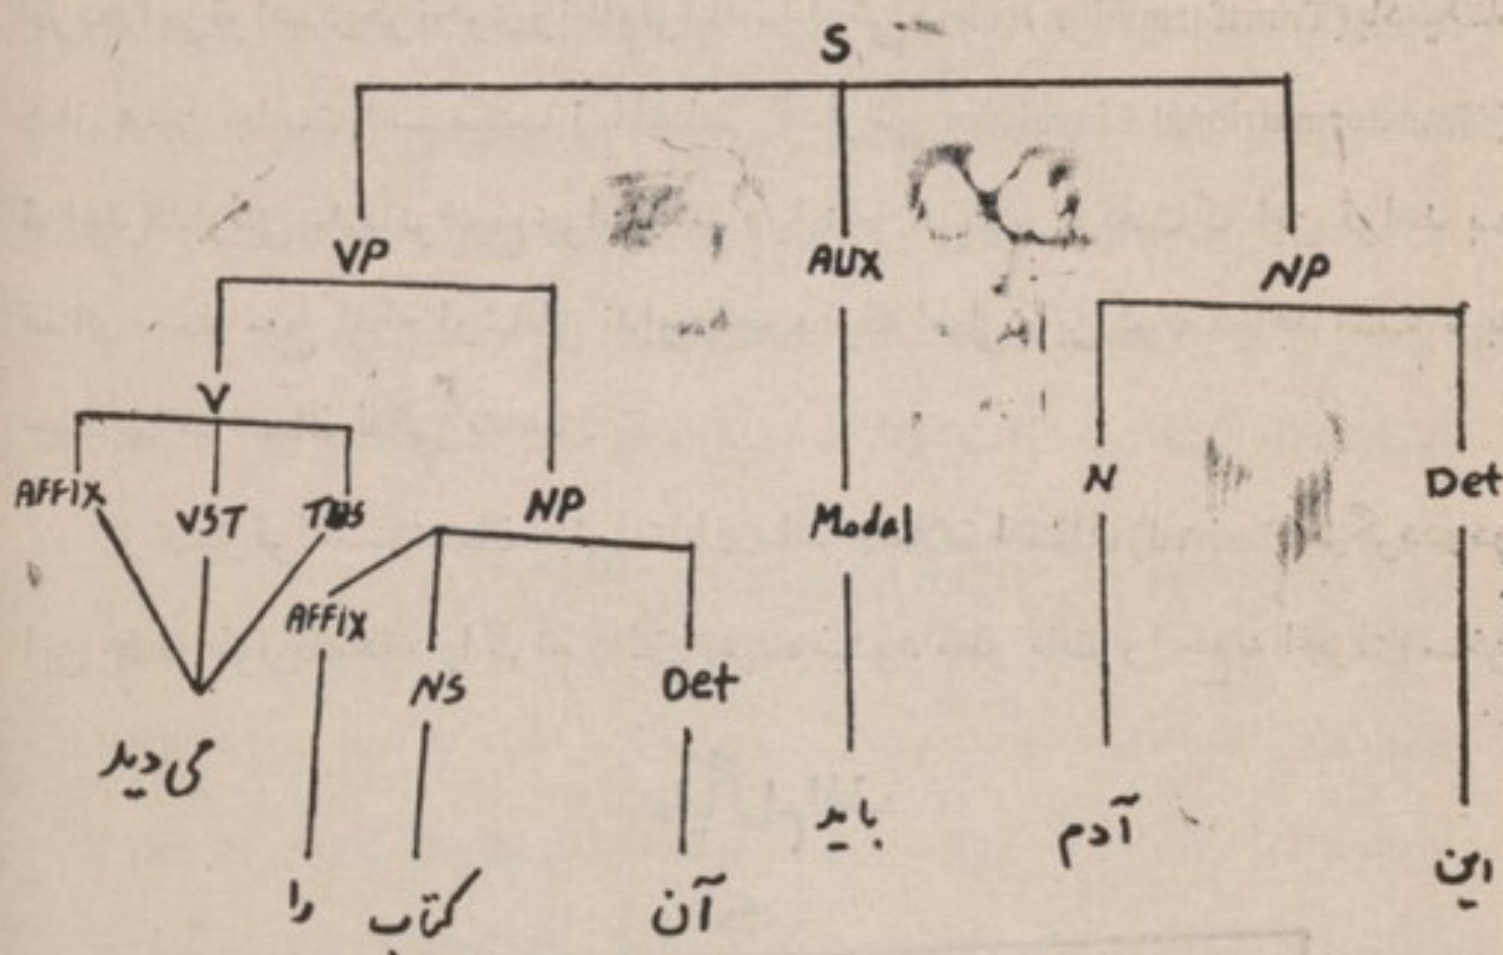 S
VP AUX NP
V NP Modal N Det
AFFIX VST
AFFIX NS Det
این آدم باید آن کتاب را می‌دید